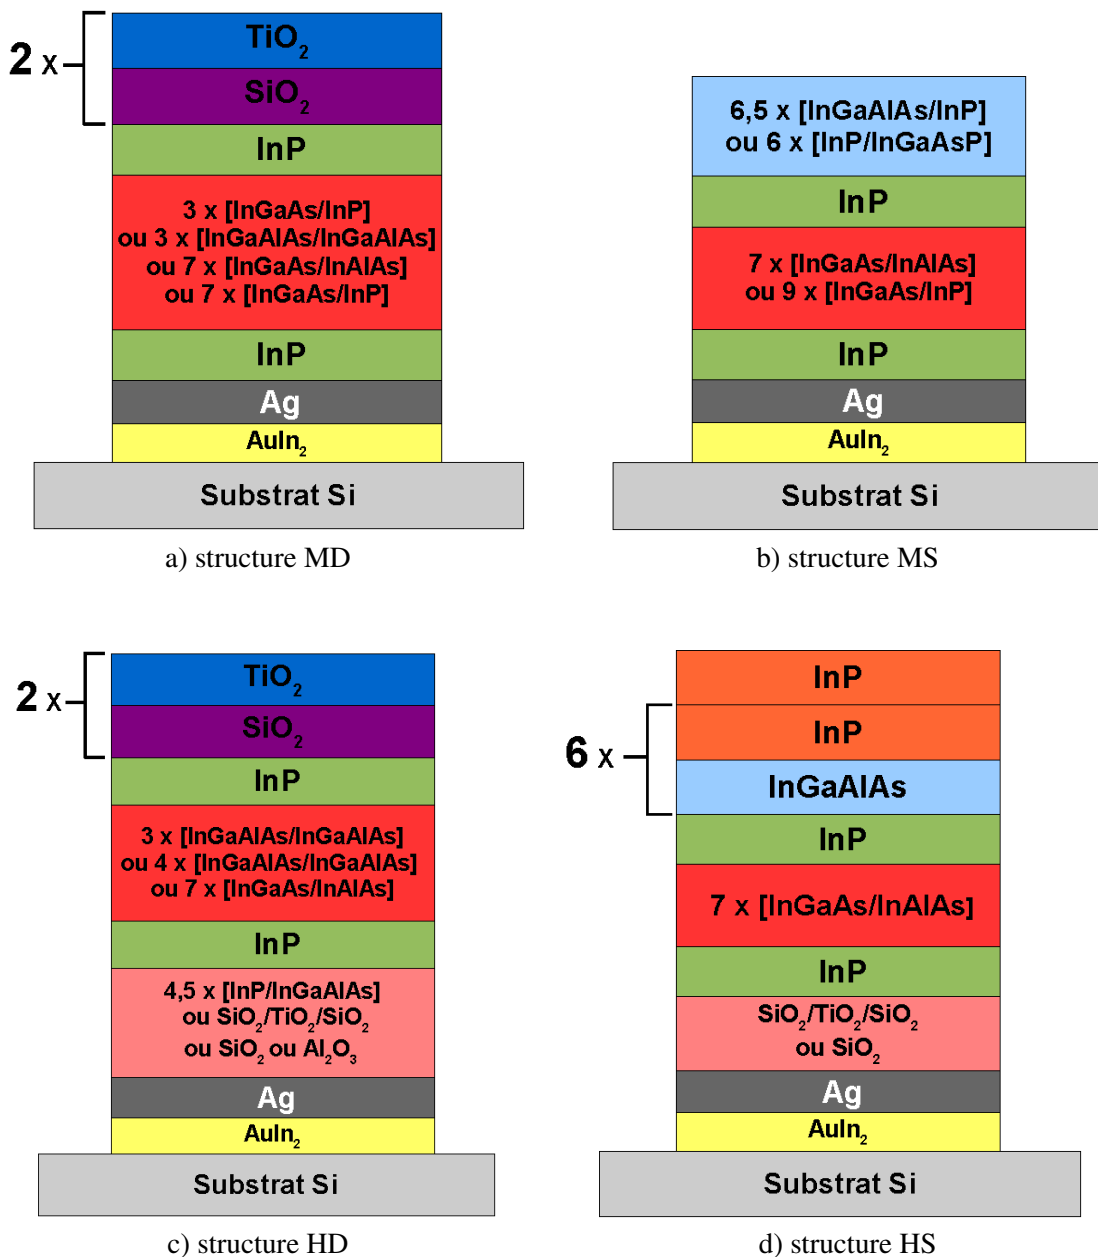 2 x
TiO₂
SiO₂
InP
3 x [InGaAs/InP]
ou 3 x [InGaAlAs/InGaAlAs]
ou 7 x [InGaAs/InAlAs]
ou 7 x [InGaAs/InP]
InP
Ag
AuIn₂
Substrat Si
a) structure MD
6,5 x [InGaAlAs/InP]
ou 6 x [InP/InGaAsP]
InP
7 x [InGaAs/InAlAs]
ou 9 x [InGaAs/InP]
InP
Ag
AuIn₂
Substrat Si
b) structure MS
2 x
TiO₂
SiO₂
InP
3 x [InGaAlAs/InGaAlAs]
ou 4 x [InGaAlAs/InGaAlAs]
ou 7 x [InGaAs/InAlAs]
InP
4,5 x [InP/InGaAlAs]
ou SiO₂/TiO₂/SiO₂
ou SiO₂ ou Al₂O₃
Ag
AuIn₂
Substrat Si
c) structure HD
InP
6 x
InP
InGaAlAs
InP
7 x [InGaAs/InAlAs]
InP
SiO₂/TiO₂/SiO₂
ou SiO₂
Ag
AuIn₂
Substrat Si
d) structure HS